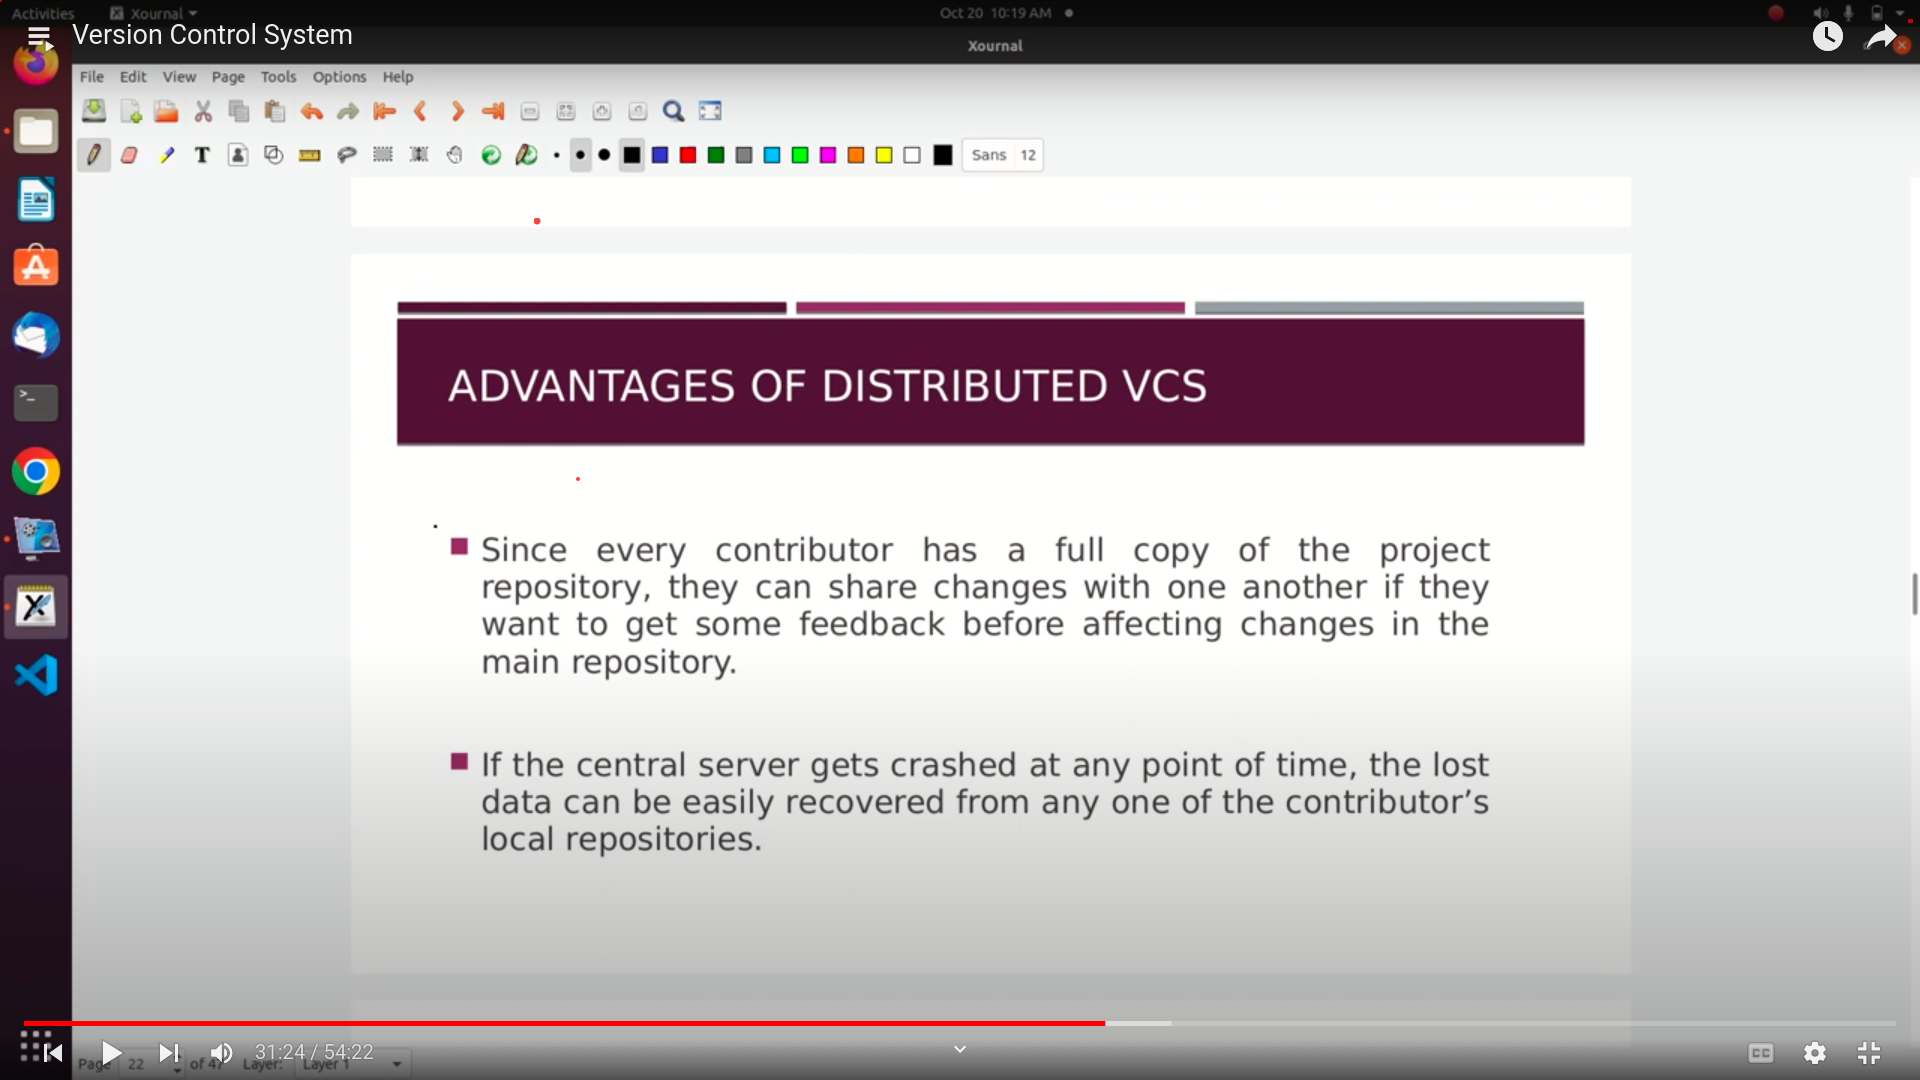 Activities Xournal Oct 20 10:19 AM
Version Control System
Xournal
File Edit View Page Tools Options Help
T Sans 12
ADVANTAGES OF DISTRIBUTED VCS
Since every contributor has a full copy of the project
repository, they can share changes with one another if they
want to get some feedback before affecting changes in the
main repository.
If the central server gets crashed at any point of time, the lost
data can be easily recovered from any one of the contributor’s
local repositories.
31:24 / 54:22 CC
Page 22 of 47 Layer: Layer 1